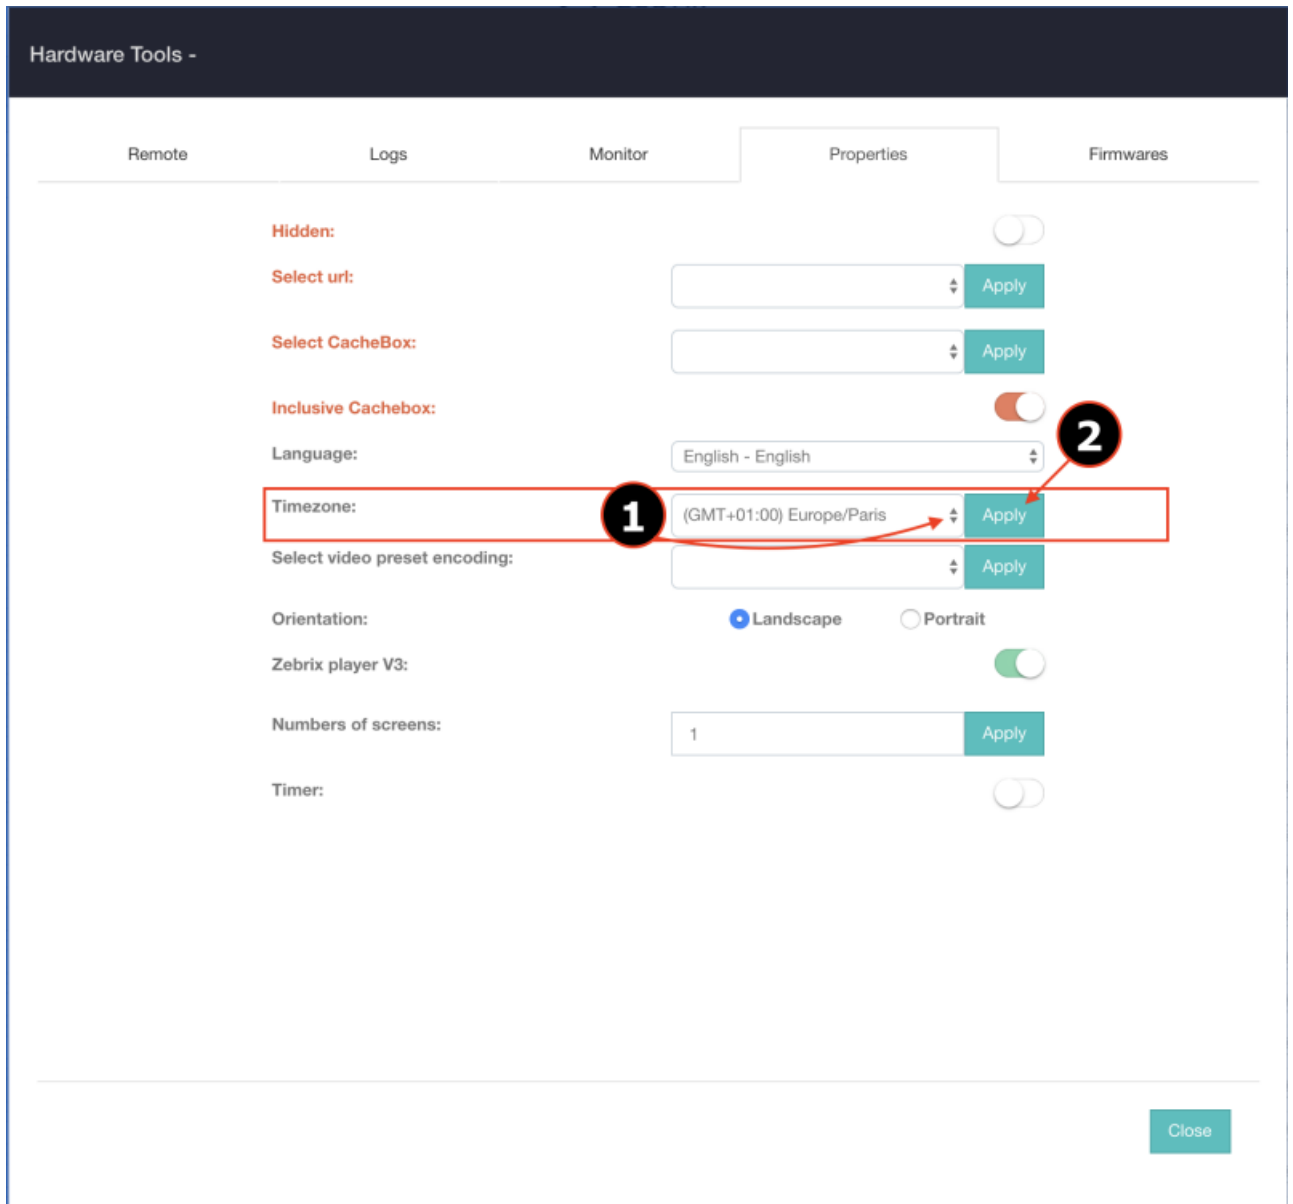 Hardware Tools -
Remote Logs Monitor Properties Firmwares
Hidden:
Select url: Apply
Select CacheBox: Apply
Inclusive Cachebox:
2
Language: English - English
Timezone: 1 (GMT+01:00) Europe/Paris Apply
Select video preset encoding: Apply
Orientation: Landscape Portrait
Zebrix player V3:
Numbers of screens: 1 Apply
Timer:
Close